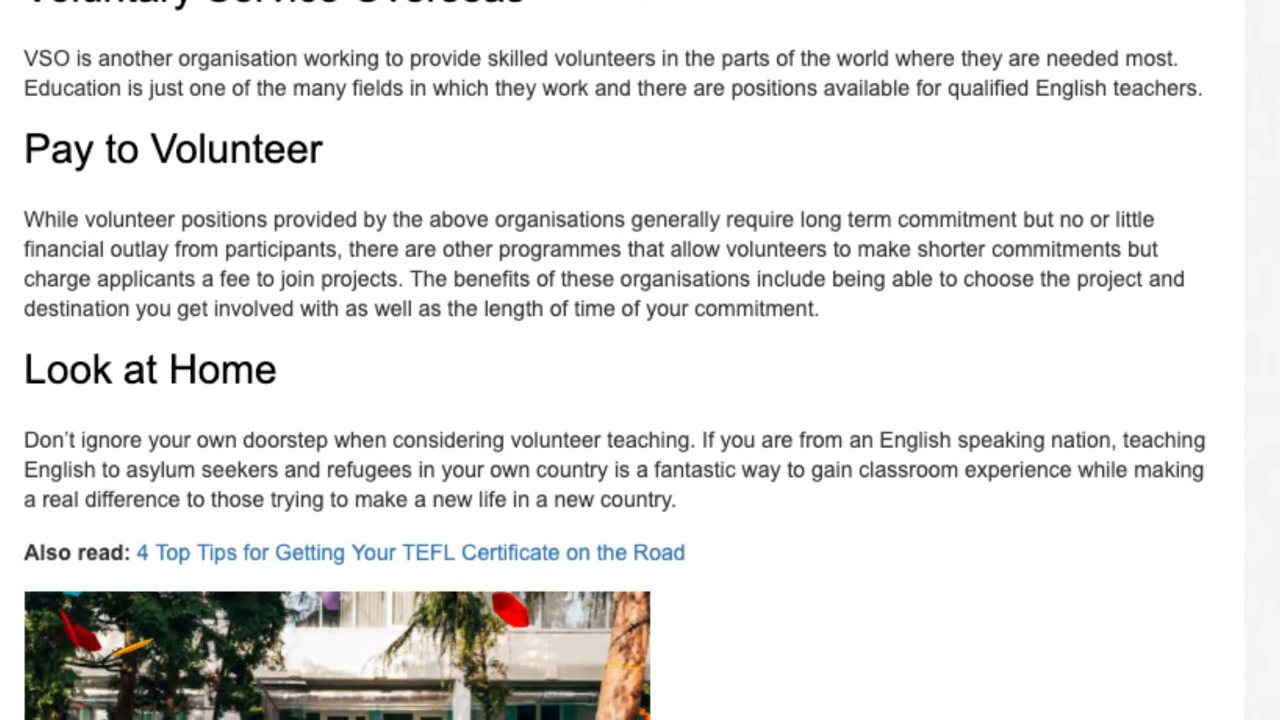 Voluntary Service Overseas
VSO is another organisation working to provide skilled volunteers in the parts of the world where they are needed most.
Education is just one of the many fields in which they work and there are positions available for qualified English teachers.
Pay to Volunteer
While volunteer positions provided by the above organisations generally require long term commitment but no or little
financial outlay from participants, there are other programmes that allow volunteers to make shorter commitments but
charge applicants a fee to join projects. The benefits of these organisations include being able to choose the project and
destination you get involved with as well as the length of time of your commitment.
Look at Home
Don’t ignore your own doorstep when considering volunteer teaching. If you are from an English speaking nation, teaching
English to asylum seekers and refugees in your own country is a fantastic way to gain classroom experience while making
a real difference to those trying to make a new life in a new country.
Also read: 4 Top Tips for Getting Your TEFL Certificate on the Road